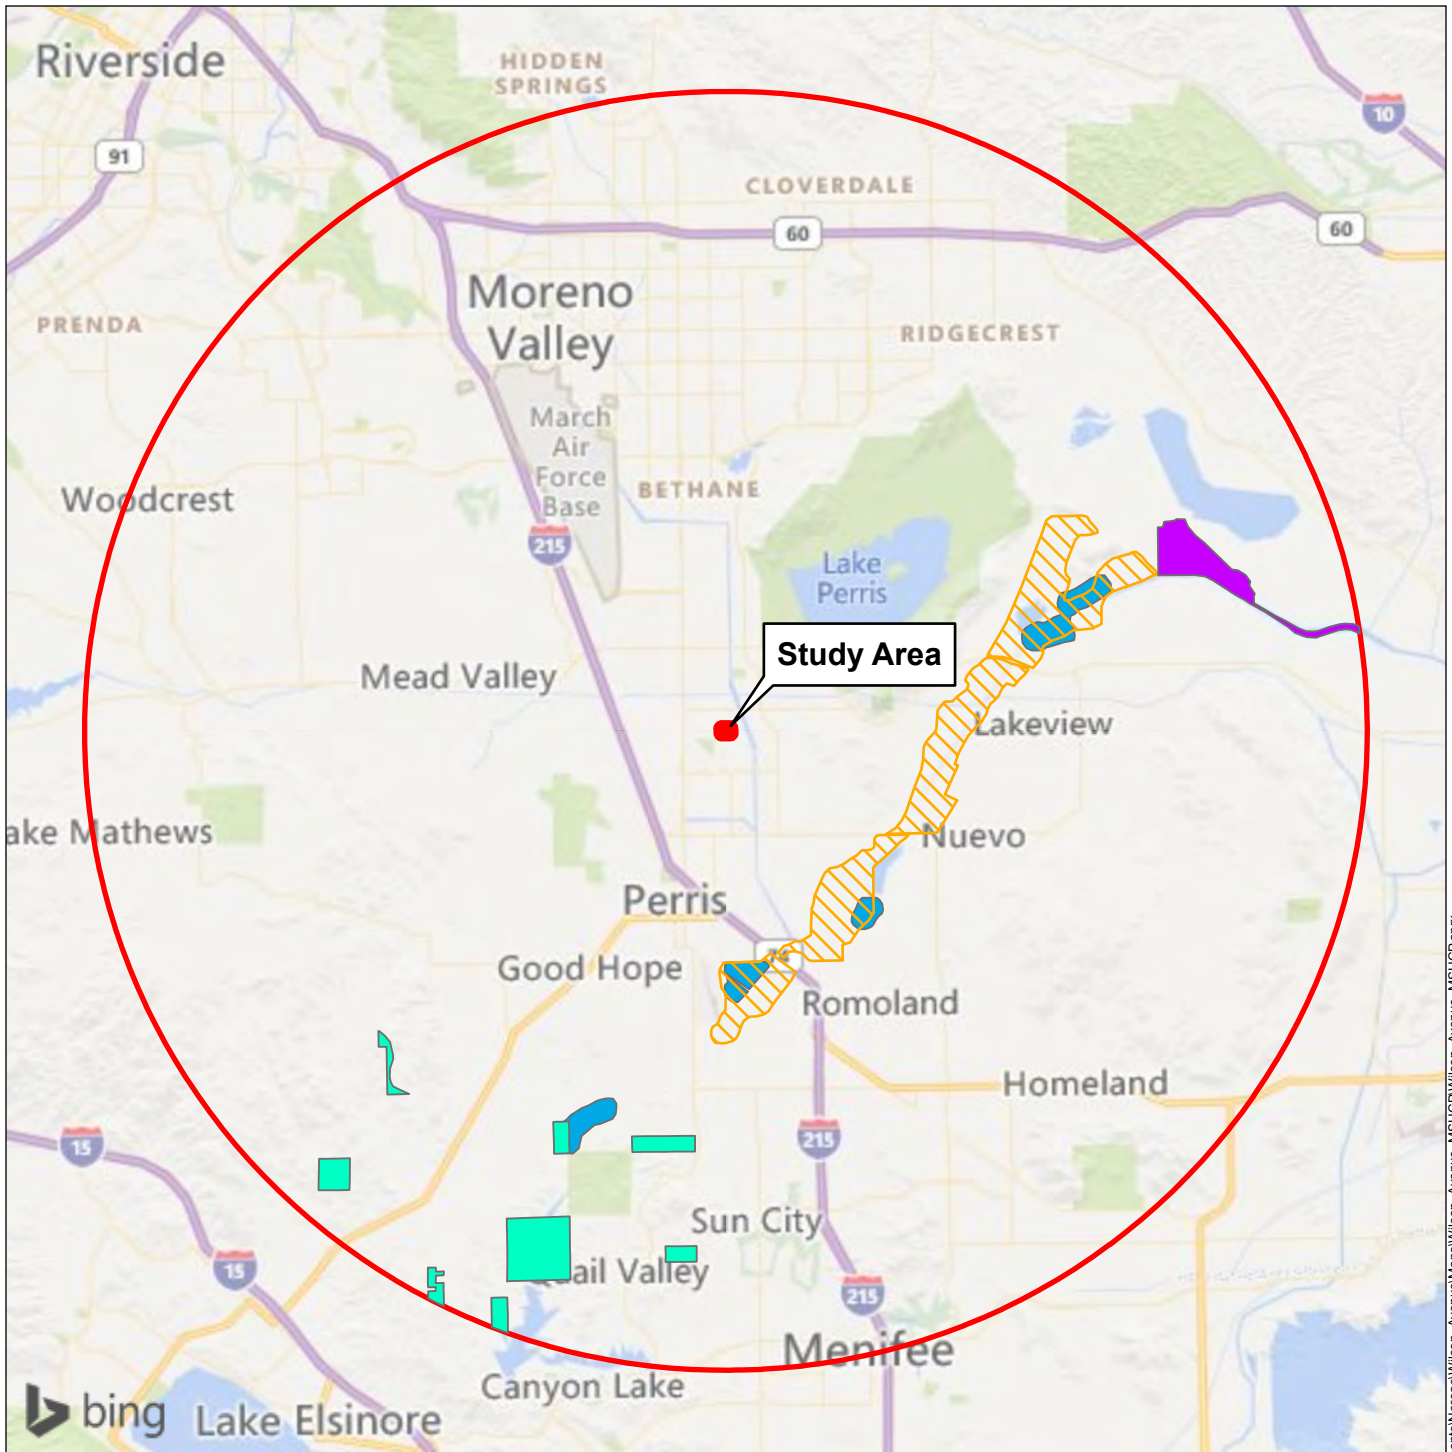 Riverside
HIDDEN
SPRINGS
10
91
CLOVERDALE
60
60
Moreno
Valley
PRENDA
RIDGECREST
March
Air
Force
Base
BETHANE
Woodcrest
215
Lake
Perris
Study Area
Mead Valley
Lakeview
ake Mathews
Nuevo
Perris
Good Hope
Romoland
Homeland
15
215
Sun City
Quail Valley
15
215
Menifee
Canyon Lake
bing
Lake Elsinore